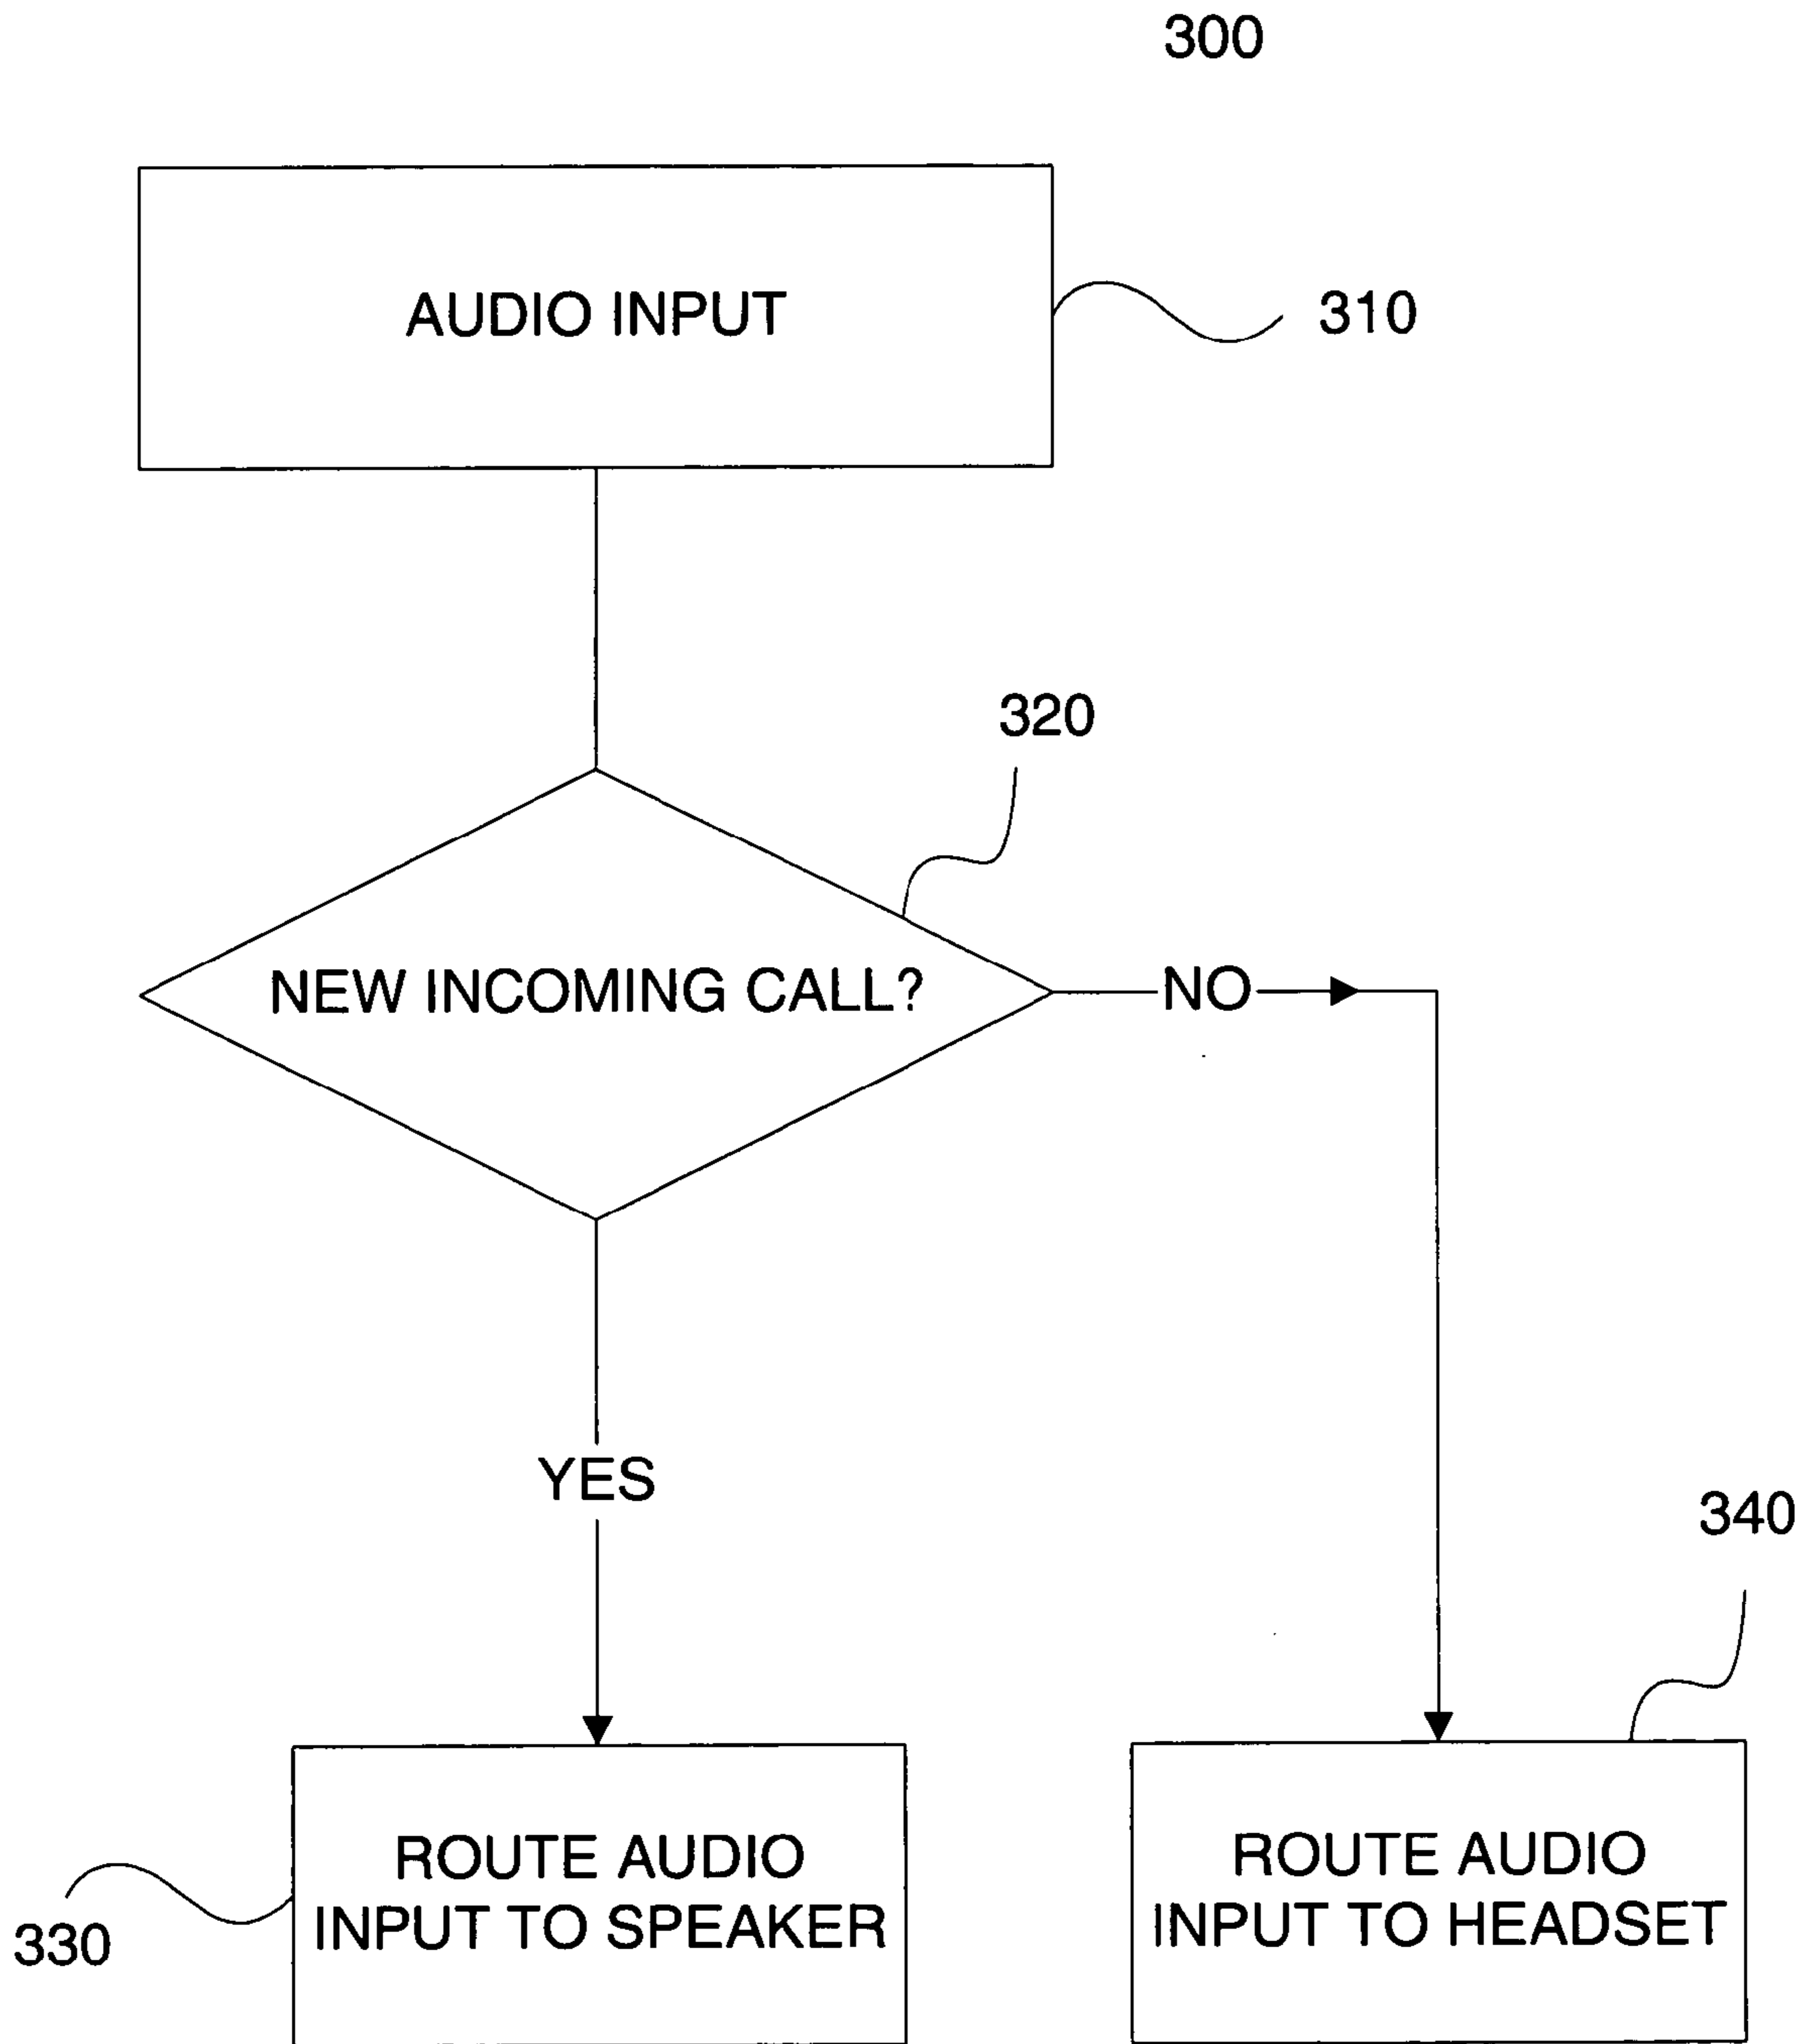 300
AUDIO INPUT
310
320
NEW INCOMING CALL?
NO
YES
340
ROUTE AUDIO
INPUT TO SPEAKER
330
ROUTE AUDIO
INPUT TO HEADSET